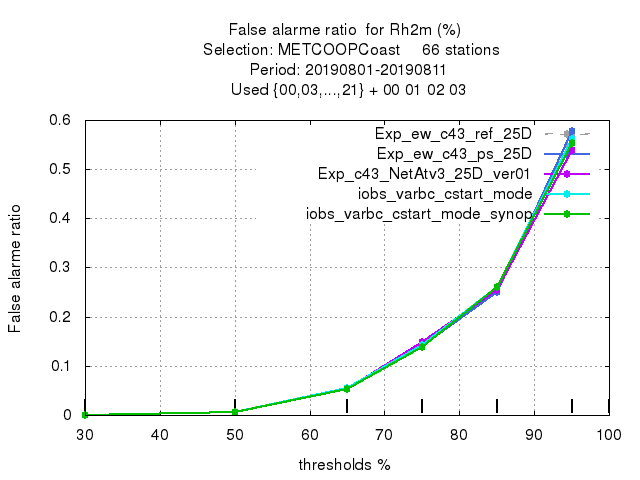 False alarme ratio  for Rh2m (%)
Selection: METCOOPCoast     66 stations
Period: 20190801-20190811
Used {00,03,...,21} + 00 01 02 03
Exp_ew_c43_ref_25D
Exp_ew_c43_ps_25D
Exp_c43_NetAtv3_25D_ver01
iobs_varbc_cstart_mode
iobs_varbc_cstart_mode_synop
False alarme ratio
0.6
0.5
0.4
0.3
0.2
0.1
0
30 40 50 60 70 80 90 100
thresholds %